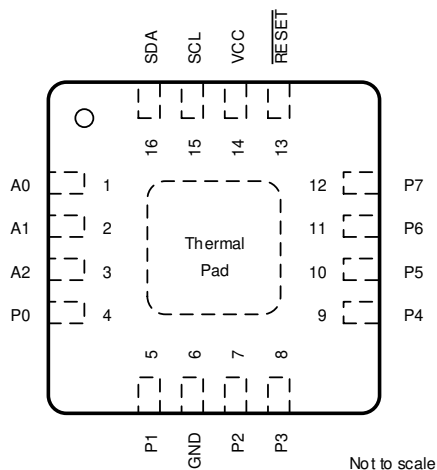 SDA SCL VCC RESET
16 15 14 13
A0 1 12 P7
A1 2 11 P6
A2 3 10 P5
P0 4 9 P4
Thermal
Pad
5 6 7 8
P1 GND P2 P3
Not to scale